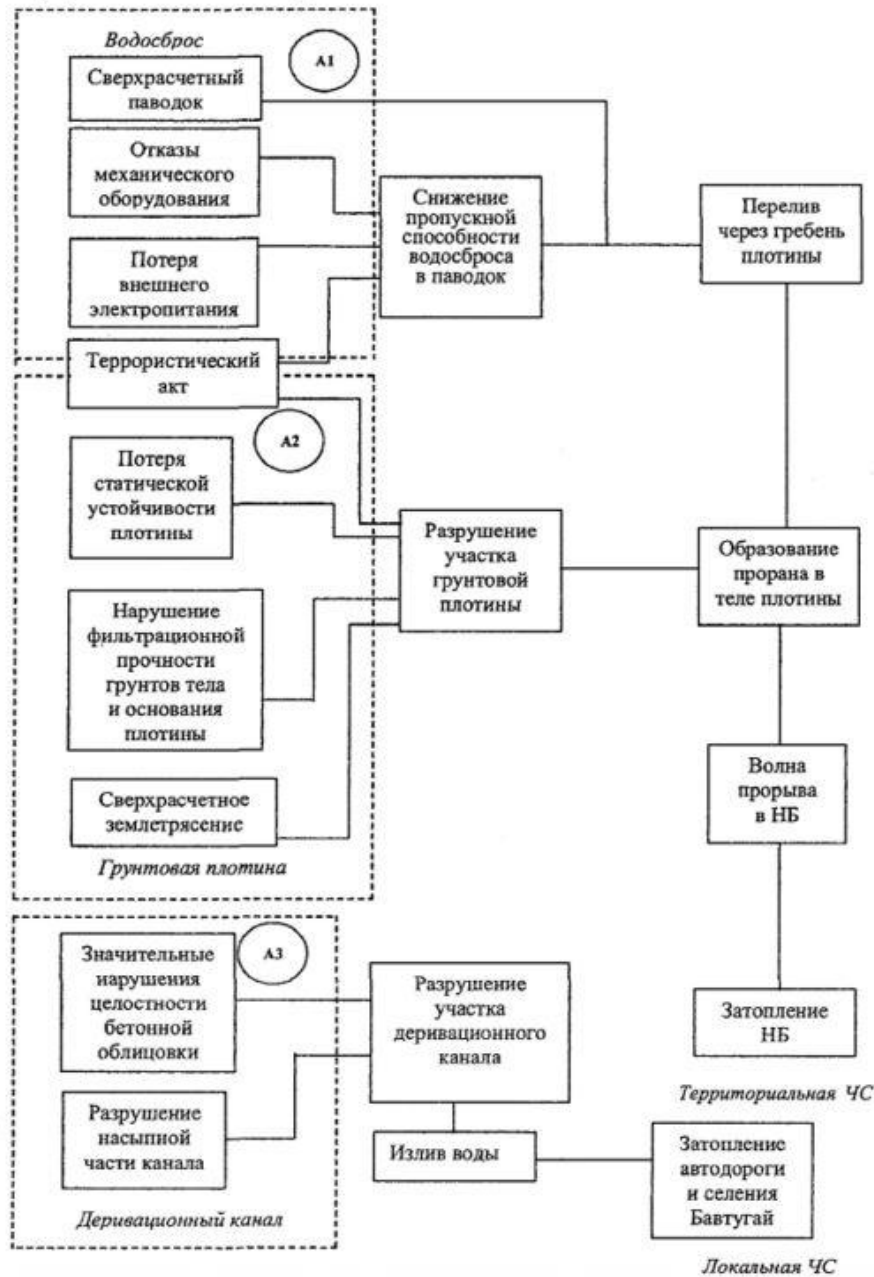 Водосброс
А1
Сверхрасчетный
паводок
Отказы
механического
оборудования
Потеря
внешнего
электропитания
Террористический
акт
Снижение
пропускной
способности
водосброса
в паводок
Перелив
через гребень
плотины
А2
Потеря
статической
устойчивости
плотины
Нарушение
фильтрационной
прочности
грунтов тела
и основания
плотины
Сверхрасчетное
землетрясение
Грунтовая плотина
Разрушение
участка
грунтовой
плотины
Образование
прорана в
теле плотины
Волна
прорыва
в НБ
Затопление
НБ
Территориальная ЧС
А3
Значительные
нарушения
целостности
бетонной
облицовки
Разрушение
насыпной
части канала
Деривационный канал
Разрушение
участка
деривационного
канала
Излив воды
Затопление
автодороги
и селения
Бавтугай
Локальная ЧС